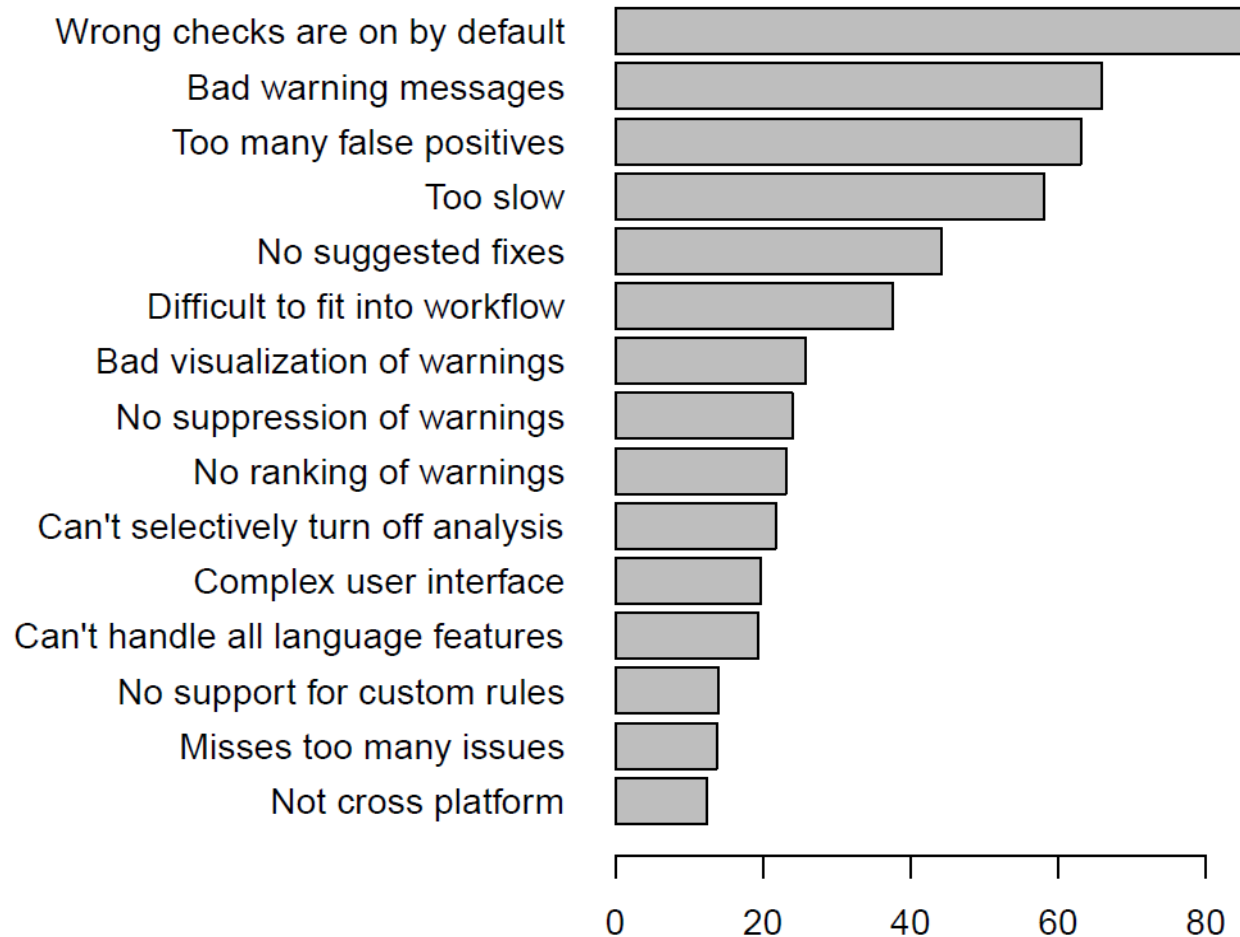 Wrong checks are on by default
Bad warning messages
Too many false positives
Too slow
No suggested fixes
Difficult to fit into workflow
Bad visualization of warnings
No suppression of warnings
No ranking of warnings
Can't selectively turn off analysis
Complex user interface
Can't handle all language features
No support for custom rules
Misses too many issues
Not cross platform
0 20 40 60 80